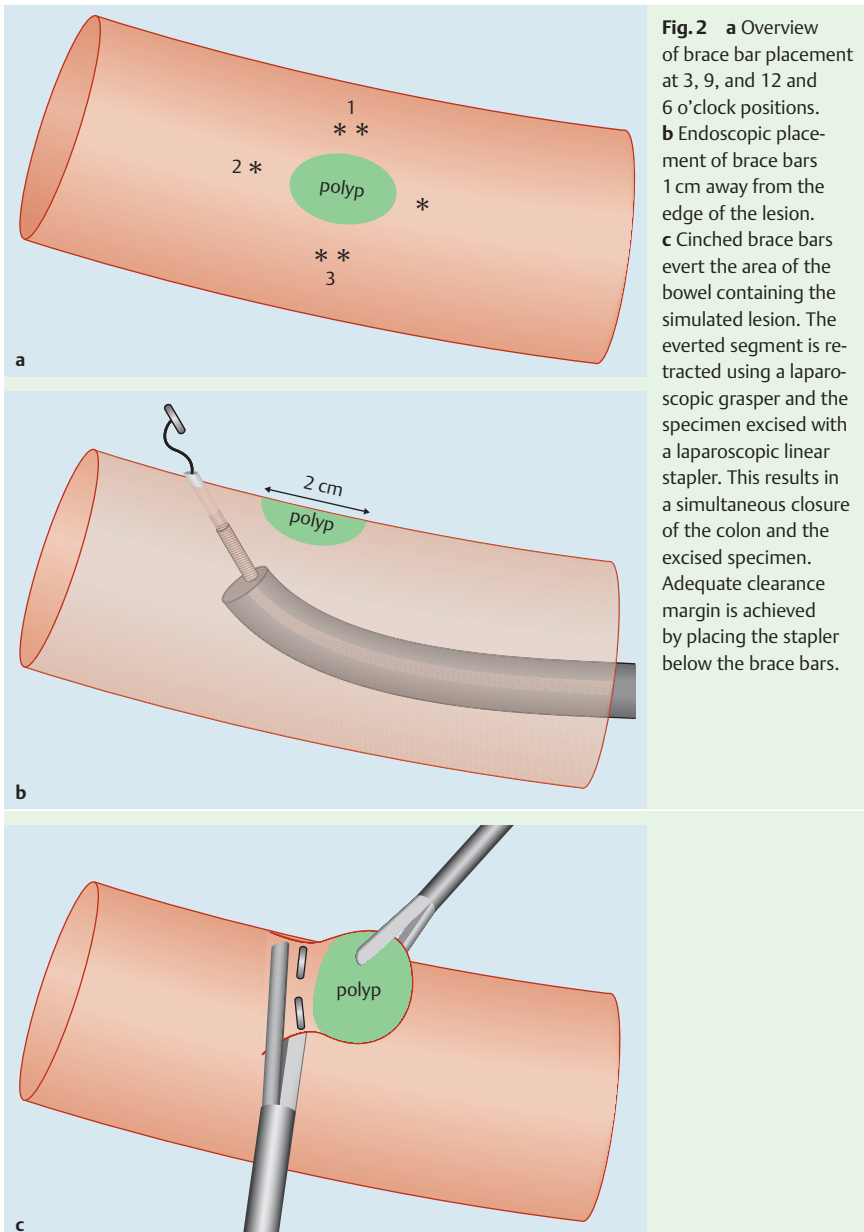 1
* *
2 *
polyp
*
* *
3
a
2 cm
polyp
b
polyp
c
Fig. 2 a Overview
of brace bar placement
at 3, 9, and 12 and
6 o’clock positions.
b Endoscopic place-
ment of brace bars
1 cm away from the
edge of the lesion.
c Cinched brace bars
evert the area of the
bowel containing the
simulated lesion. The
everted segment is re-
tracted using a laparo-
scopic grasper and the
specimen excised with
a laparoscopic linear
stapler. This results in
a simultaneous closure
of the colon and the
excised specimen.
Adequate clearance
margin is achieved
by placing the stapler
below the brace bars.